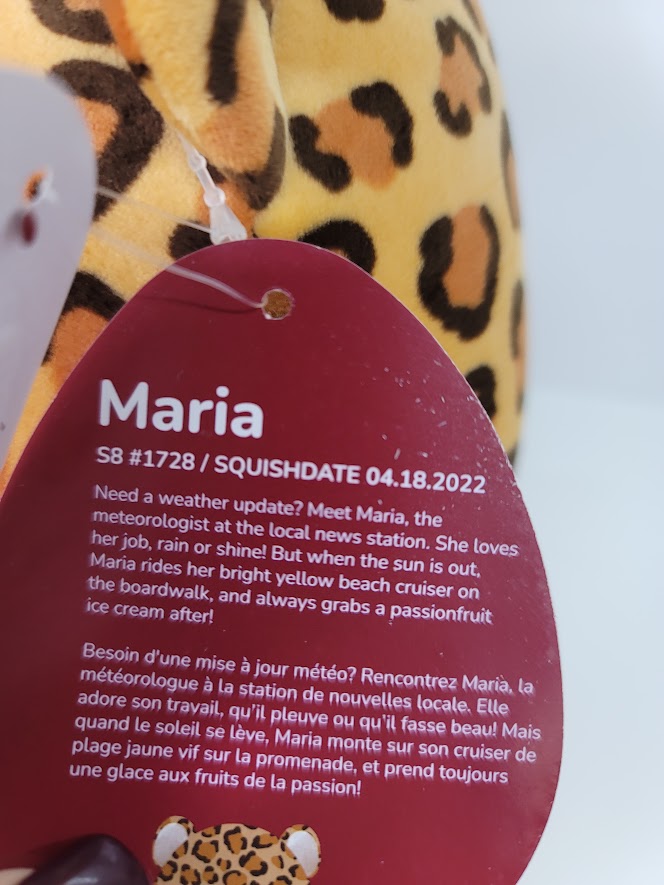 Maria
S8 #1728 / SQUISHDATE 04.18.2022
Need a weather update? Meet Maria, the
meteorologist at the local news station. She loves
her job, rain or shine! But when the sun is out,
Maria rides her bright yellow beach cruiser on
the boardwalk, and always grabs a passionfruit
ice cream after!
Besoin d'une mise à jour météo? Rencontrez Maria, la
météorologue à la station de nouvelles locale. Elle
adore son travail, qu'il pleuve ou qu'il fasse beau! Mais
quand le soleil se lève, Maria monte sur son cruiser de
plage jaune vif sur la promenade, et prend toujours
une glace aux fruits de la passion!